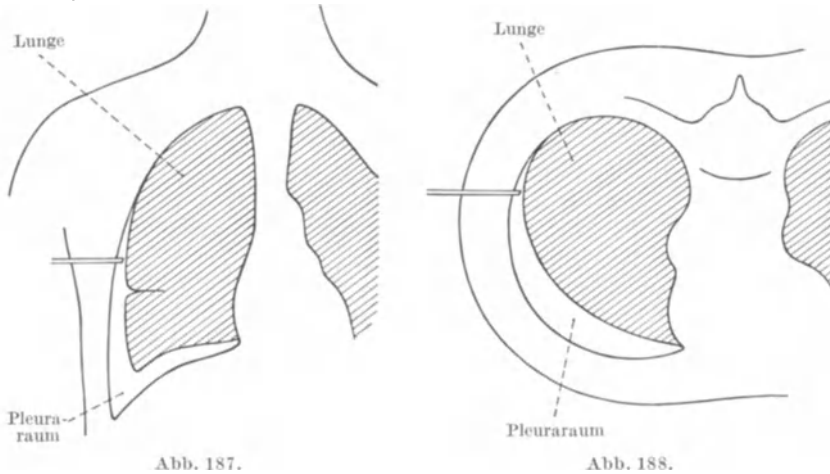 Lunge
Pleura-
raum
Abb. 187.
Lunge
Pleuraraum
Abb. 188.